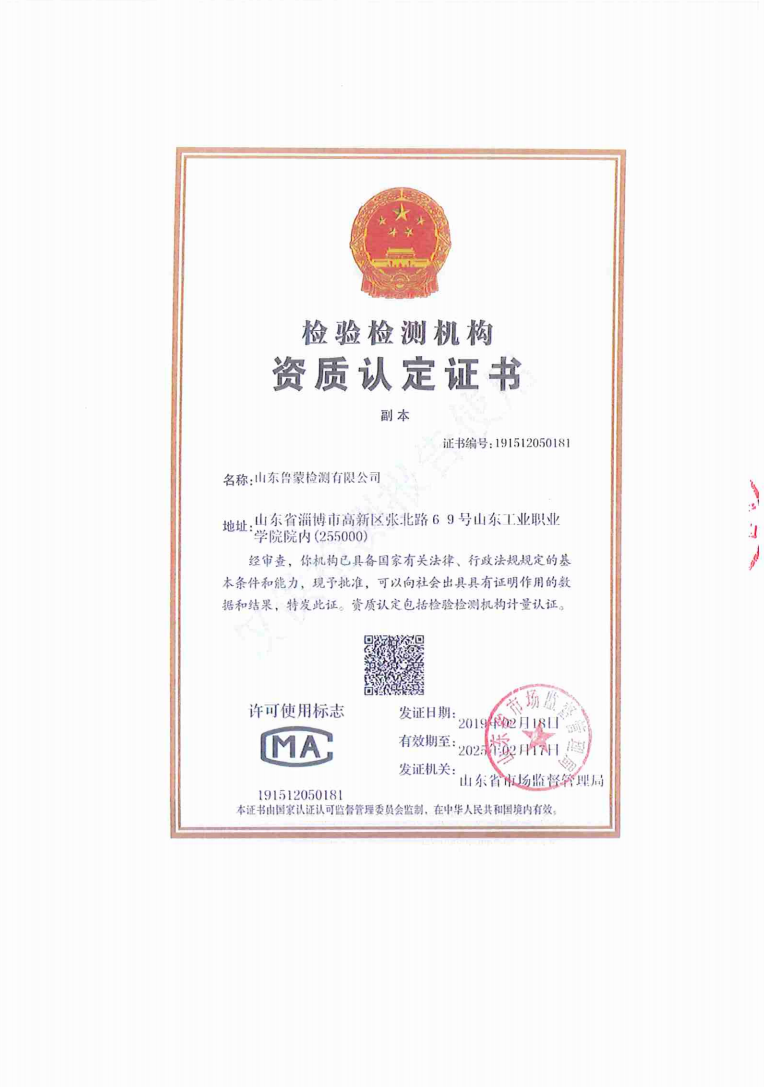 检验检测机构
资质认定证书
副本
证书编号:191512050181
名称:山东鲁蒙检测有限公司
地址:山东省淄博市高新区张北路69号山东工业职业
学院院内(255000)
经审查，你机构已具备国家有关法律、行政法规规定的基
本条件和能力，现予批准，可以向社会出具具有证明作用的数
据和结果，特发此证。资质认定包括检验检测机构计量认证。
许可使用标志
MA
191512050181
发证日期:2019年02月18日
有效期至:2025年02月17日
发证机关:山东省市场监督管理局
山东省市场监督管理局
本证书由国家认证认可监督管理委员会监制，在中华人民共和国境内有效。